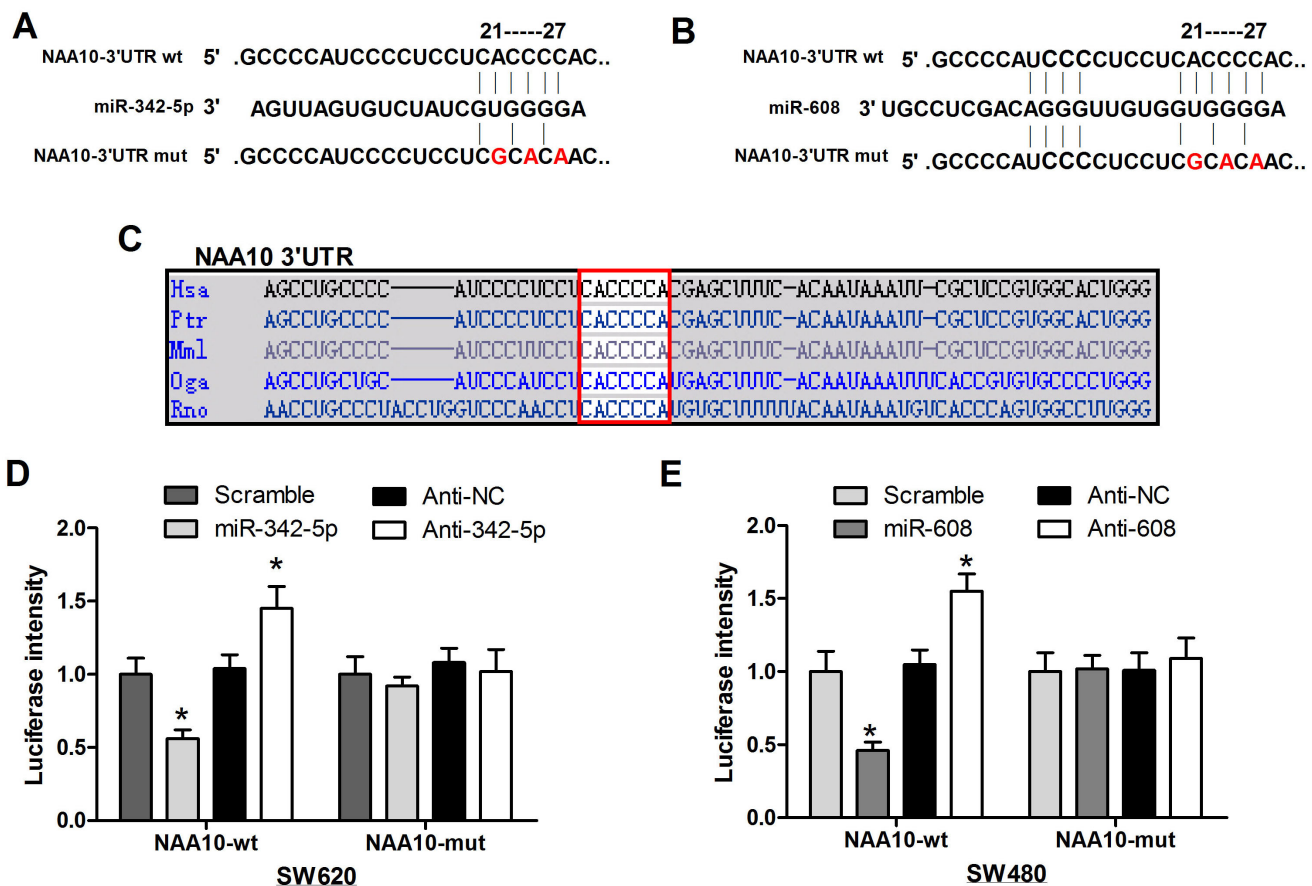 A
21-----27
NAA10-3'UTR wt 5' .GCCCCAUCCCCUCCUCACCCCAC..
miR-342-5p 3' AGUUAGUGUCUAUCGUGGGGA
NAA10-3'UTR mut 5' .GCCCCAUCCCCUCCUCGCACAAC..
B
21-----27
NAA10-3'UTR wt 5' .GCCCCAUCCCCUCCUCACCCCAC..
miR-608 3' UGCCUCGACAGGGUUGUGGUGGGGA
NAA10-3'UTR mut 5' .GCCCCAUCCCCUCCUCGCACAAC..
C
NAA10 3'UTR
Hsa AGCCUGCCCC-----AUCCCCUCCUCACCCCACGAGCUUUC-ACAAUAAAUU-CGCUCCGUGGCACUGGG
Ptr AGCCUGCCCC-----AUCCCCUCCUCACCCCACGAGCUUUC-ACAAUAAAUU-CGCUCCGUGGCACUGGG
Mml AGCCUGCCCC-----AUCCCUUCCUCACCCCACGAGCUUUC-ACAAUAAAUU-CGCUCCGUGGCACUGGG
Oga AGCCUGCUGC-----AUCCCAUCCUCACCCCAUGAGCUUUC-ACAAUAAAUUUCACCGUGUGCCCUGGG
Rno AACCUGCCCUACCUGGUCCCAACCUCACCCCAUGUGCUUUUUACAAUAAAUGUCACCCAGUGGCCUUGGG
D
Scramble
miR-342-5p
Anti-NC
Anti-342-5p
Luciferase intensity
2.0
1.5
1.0
0.5
0.0
*
*
NAA10-wt
NAA10-mut
SW620
E
Scramble
miR-608
Anti-NC
Anti-608
Luciferase intensity
2.0
1.5
1.0
0.5
0.0
*
*
NAA10-wt
NAA10-mut
SW480